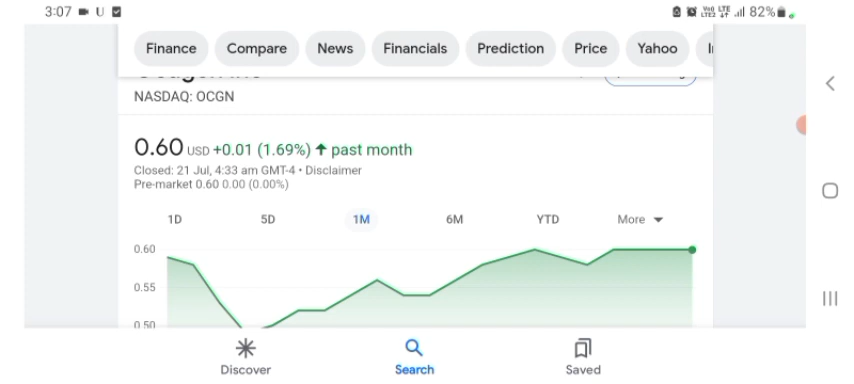 3:07 U 82%
Finance Compare News Financials Prediction Price Yahoo
NASDAQ: OCGN
0.60 USD +0.01 (1.69%) ↑ past month
Closed: 21 Jul, 4:33 am GMT-4 • Disclaimer
Pre-market 0.60 0.00 (0.00%)
1D 5D 1M 6M YTD More
0.60
0.55
0.50
Discover Search Saved